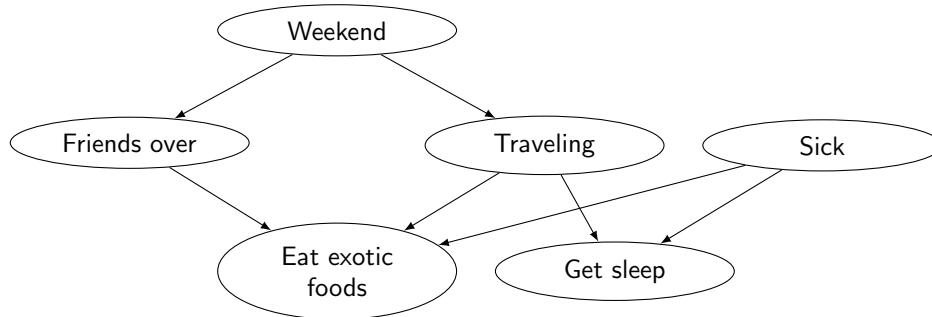 Weekend
Friends over
Traveling
Sick
Eat exotic
foods
Get sleep